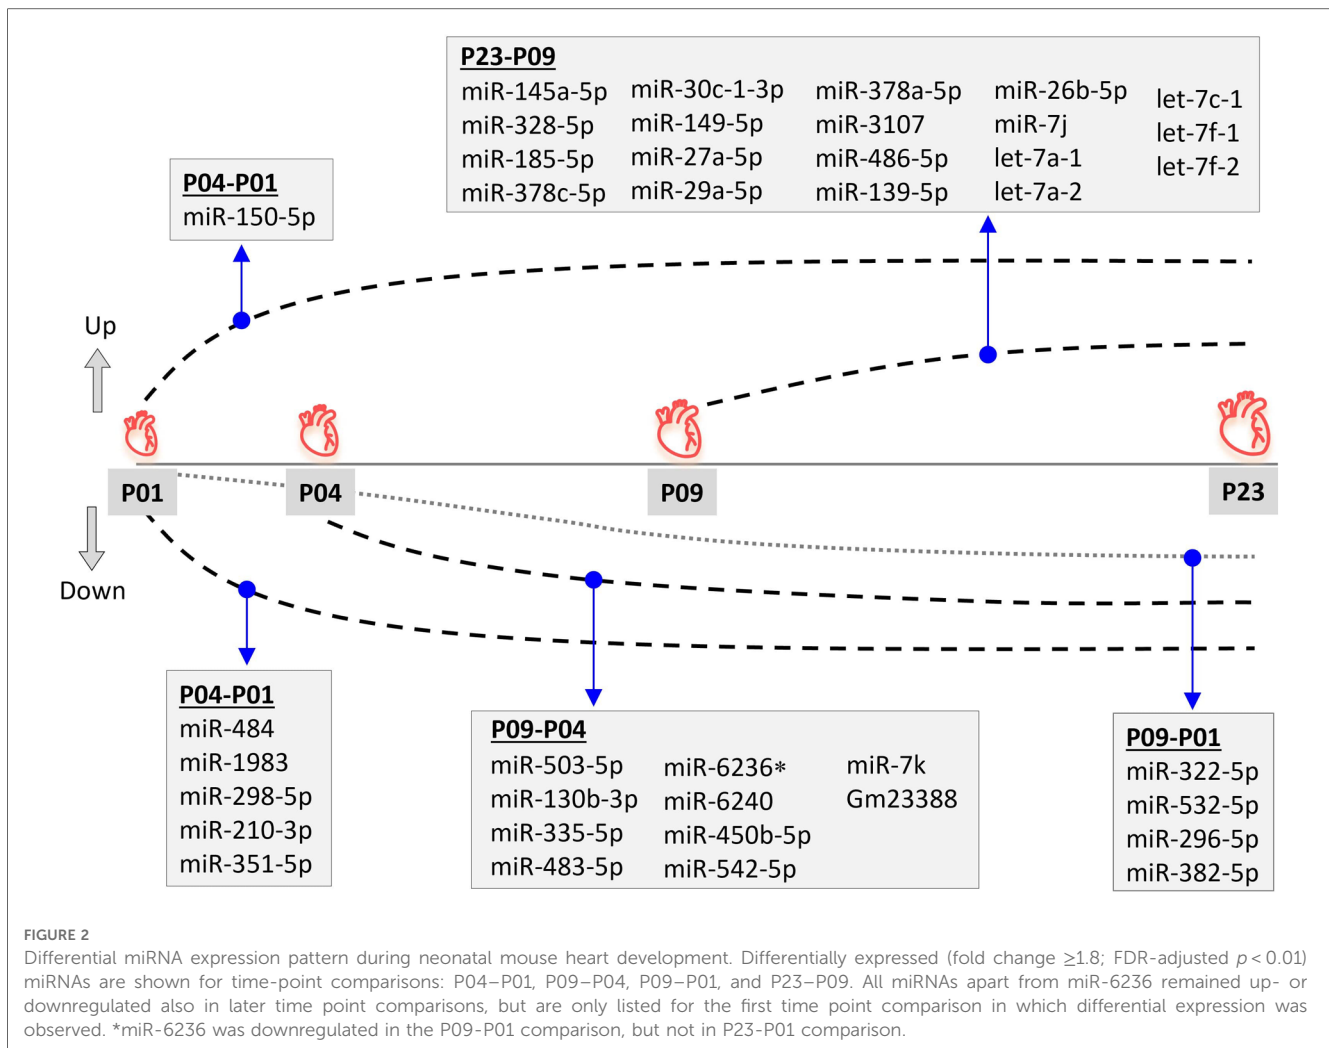 P23-P09
miR-145a-5p
miR-328-5p
miR-185-5p
miR-378c-5p
miR-30c-1-3p
miR-149-5p
miR-27a-5p
miR-29a-5p
miR-378a-5p
miR-3107
miR-486-5p
miR-139-5p
miR-26b-5p
miR-7j
let-7a-1
let-7a-2
let-7c-1
let-7f-1
let-7f-2
P04-P01
miR-150-5p
Up
P01
P04
P09
P23
Down
P04-P01
miR-484
miR-1983
miR-298-5p
miR-210-3p
miR-351-5p
P09-P04
miR-503-5p
miR-130b-3p
miR-335-5p
miR-483-5p
miR-6236*
miR-6240
miR-450b-5p
miR-542-5p
miR-7k
Gm23388
P09-P01
miR-322-5p
miR-532-5p
miR-296-5p
miR-382-5p
FIGURE 2
Differential miRNA expression pattern during neonatal mouse heart development. Differentially expressed (fold change ≥1.8; FDR-adjusted p < 0.01)
miRNAs are shown for time-point comparisons: P04–P01, P09–P04, P09–P01, and P23–P09. All miRNAs apart from miR-6236 remained up- or
downregulated also in later time point comparisons, but are only listed for the first time point comparison in which differential expression was
observed. *miR-6236 was downregulated in the P09-P01 comparison, but not in P23-P01 comparison.